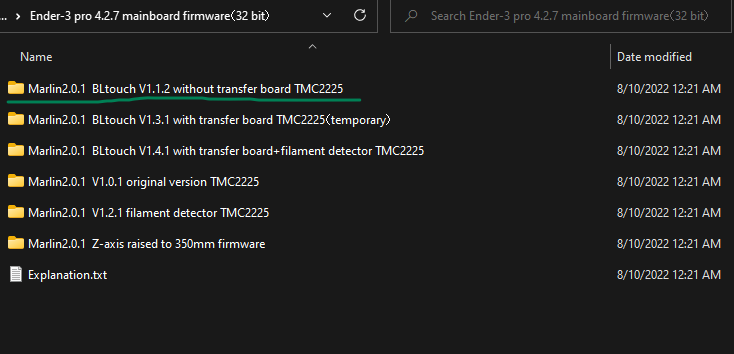 ... > Ender-3 pro 4.2.7 mainboard firmware（32 bit） Search Ender-3 pro 4.2.7 mainboard firmware（32 bit）
Name Date modified
Marlin2.0.1  BLtouch V1.1.2 without transfer board TMC2225 8/10/2022 12:21 AM
Marlin2.0.1  BLtouch V1.3.1 with transfer board TMC2225（temporary） 8/10/2022 12:21 AM
Marlin2.0.1  BLtouch V1.4.1 with transfer board+filament detector TMC2225 8/10/2022 12:21 AM
Marlin2.0.1  V1.0.1 original version TMC2225 8/10/2022 12:21 AM
Marlin2.0.1  V1.2.1 filament detector TMC2225 8/10/2022 12:21 AM
Marlin2.0.1  Z-axis raised to 350mm firmware 8/10/2022 12:21 AM
Explanation.txt 8/10/2022 12:21 AM